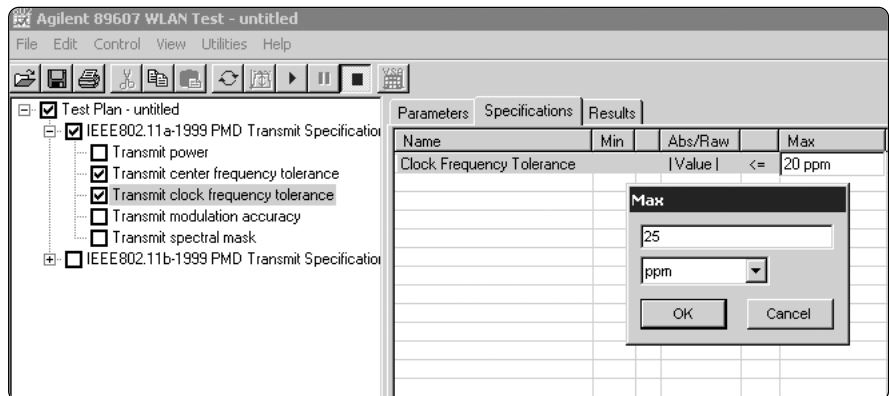 Agilent 89607 WLAN Test - untitled
File Edit Control View Utilities Help
VSA
Test Plan - untitled
IEEE802.11a-1999 PMD Transmit Specification
Transmit power
Transmit center frequency tolerance
Transmit clock frequency tolerance
Transmit modulation accuracy
Transmit spectral mask
IEEE802.11b-1999 PMD Transmit Specification
Parameters Specifications Results
Name Min Abs/Raw Max
Clock Frequency Tolerance |Value| <= 20 ppm
Max
25
ppm
OK Cancel